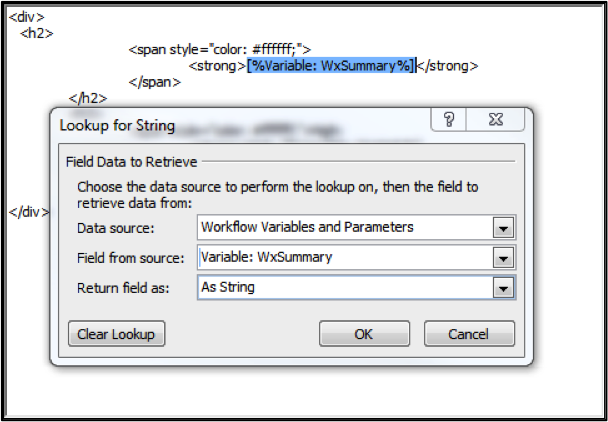 <div>
<h2>
<span style="color: #ffffff;">
<strong>[%Variable: WxSummary%]</strong>
</span>
</h2>
Lookup for String
Field Data to Retrieve
Choose the data source to perform the lookup on, then the field to
retrieve data from:
Data source: Workflow Variables and Parameters
Field from source: Variable: WxSummary
Return field as: As String
Clear Lookup OK Cancel
</div>